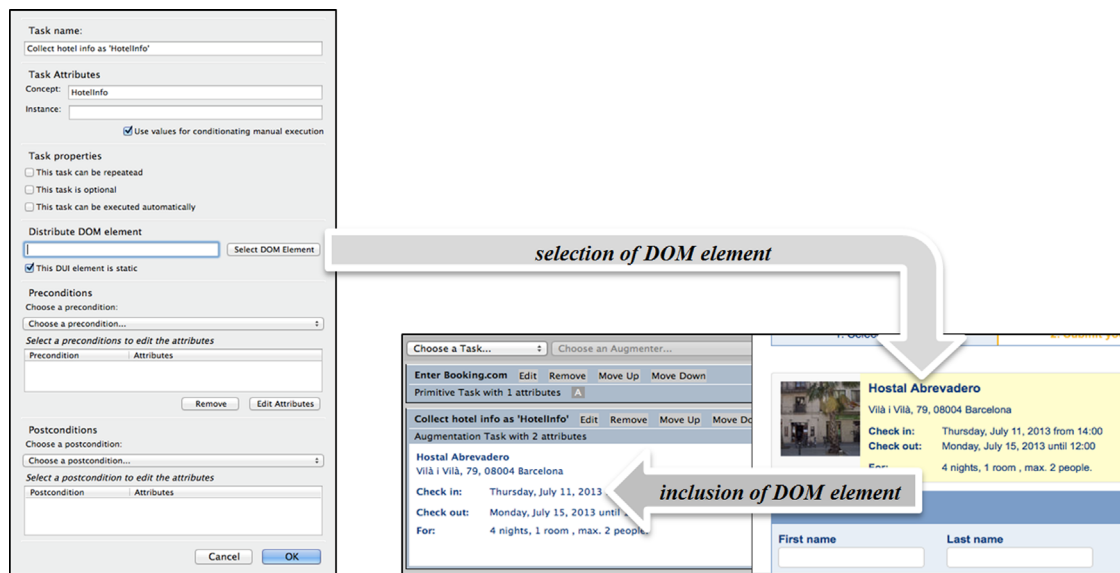 Task name:
Collect hotel info as 'HotelInfo'
Task Attributes
Concept: HotelInfo
Instance:
Use values for conditionating manual execution
Task properties
This task can be repeatead
This task is optional
This task can be executed automatically
Distribute DOM element
Select DOM Element
This DUI element is static
Preconditions
Choose a precondition:
Choose a precondition...
Select a preconditions to edit the attributes
Precondition Attributes
Remove Edit Attributes
Postconditions
Choose a postcondition:
Choose a postcondition...
Select a postcondition to edit the attributes
Postcondition Attributes
Cancel OK
selection of DOM element
Choose a Task... Choose an Augmenter...
Enter Booking.com Edit Remove Move Up Move Down
Primitive Task with 1 attributes A
Collect hotel info as 'HotelInfo' Edit Remove Move Up Move Do
Augmentation Task with 2 attributes
Hostal Abrevadero
Vilà i Vilà, 79, 08004 Barcelona
Check in: Thursday, July 11, 2013
Check out: Monday, July 15, 2013 until
For: 4 nights, 1 room , max. 2 people.
inclusion of DOM element
Hostal Abrevadero
Vilà i Vilà, 79, 08004 Barcelona
Check in: Thursday, July 11, 2013 from 14:00
Check out: Monday, July 15, 2013 until 12:00
For: 4 nights, 1 room , max. 2 people.
First name Last name